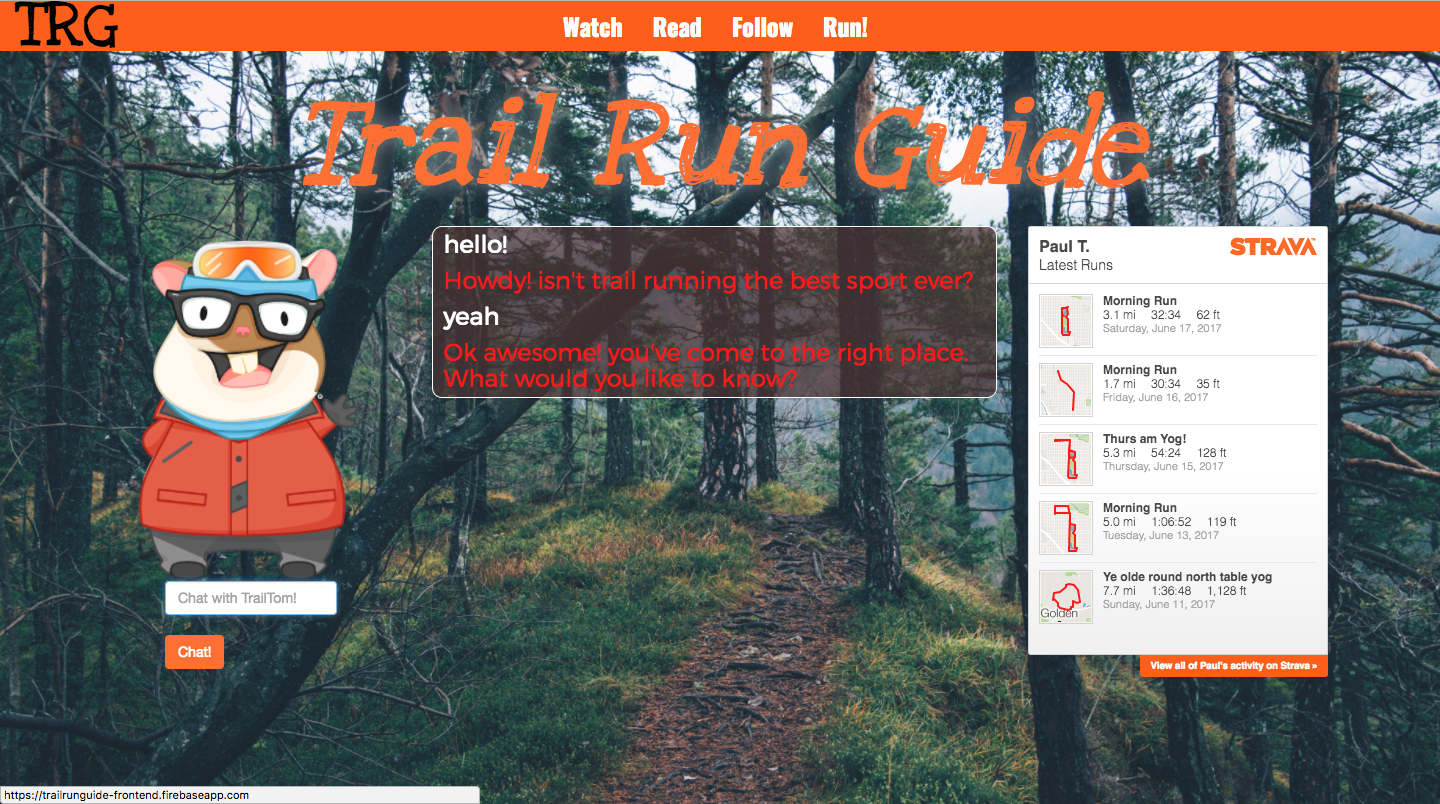 TRG
Watch Read Follow Run!
Trail Run Guide
hello!
Howdy! isn't trail running the best sport ever?
yeah
Ok awesome! you've come to the right place.
What would you like to know?
Chat with TrailTom!
Chat!
Paul T.
STRAVA
Latest Runs
Morning Run
3.1 mi 32:34 62 ft
Saturday, June 17, 2017
Morning Run
1.7 mi 30:34 35 ft
Friday, June 16, 2017
Thurs am Yog!
5.3 mi 54:24 128 ft
Thursday, June 15, 2017
Morning Run
5.0 mi 1:06:52 119 ft
Tuesday, June 13, 2017
Ye olde round north table yog
7.7 mi 1:36:48 1,128 ft
Sunday, June 11, 2017
Golden
View all of Paul's activity on Strava »
https://trailrunguide-frontend.firebaseapp.com